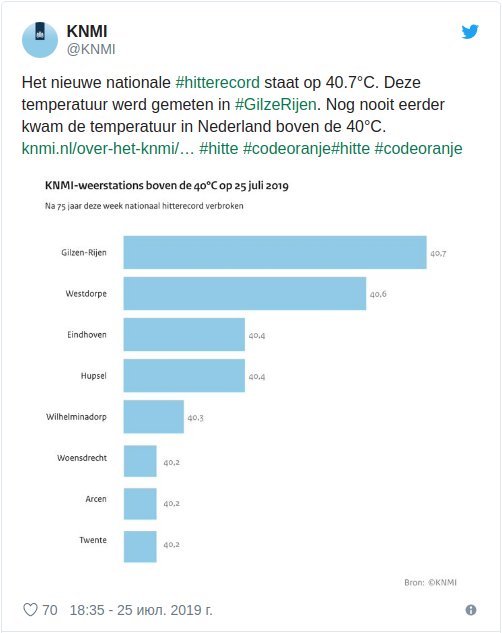 KNMI
@KNMI
Het nieuwe nationale #hitterecord staat op 40.7°C. Deze
temperatuur werd gemeten in #GilzeRijen. Nog nooit eerder
kwam de temperatuur in Nederland boven de 40°C.
knmi.nl/over-het-knmi/… #hitte #codeoranje#hitte #codeoranje
KNMI-weerstations boven de 40°C op 25 juli 2019
Na 75 jaar deze week nationaal hitterecord verbroken
Gilzen-Rijen 40,7
Westdorpe 40,6
Eindhoven 40,4
Hupsel 40,4
Wilhelminadorp 40,3
Woensdrecht 40,2
Arcen 40,2
Twente 40,2
Bron: ©KNMI
70 18:35 - 25 июл. 2019 г.